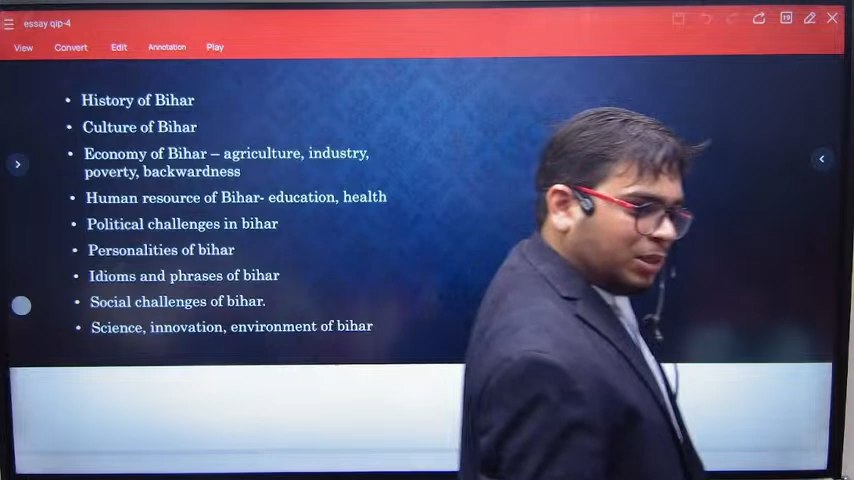 essay qip-4
19
View Convert Edit Annotation Play
• History of Bihar
• Culture of Bihar
• Economy of Bihar – agriculture, industry,
poverty, backwardness
• Human resource of Bihar- education, health
• Political challenges in bihar
• Personalities of bihar
• Idioms and phrases of bihar
• Social challenges of bihar.
• Science, innovation, environment of bihar